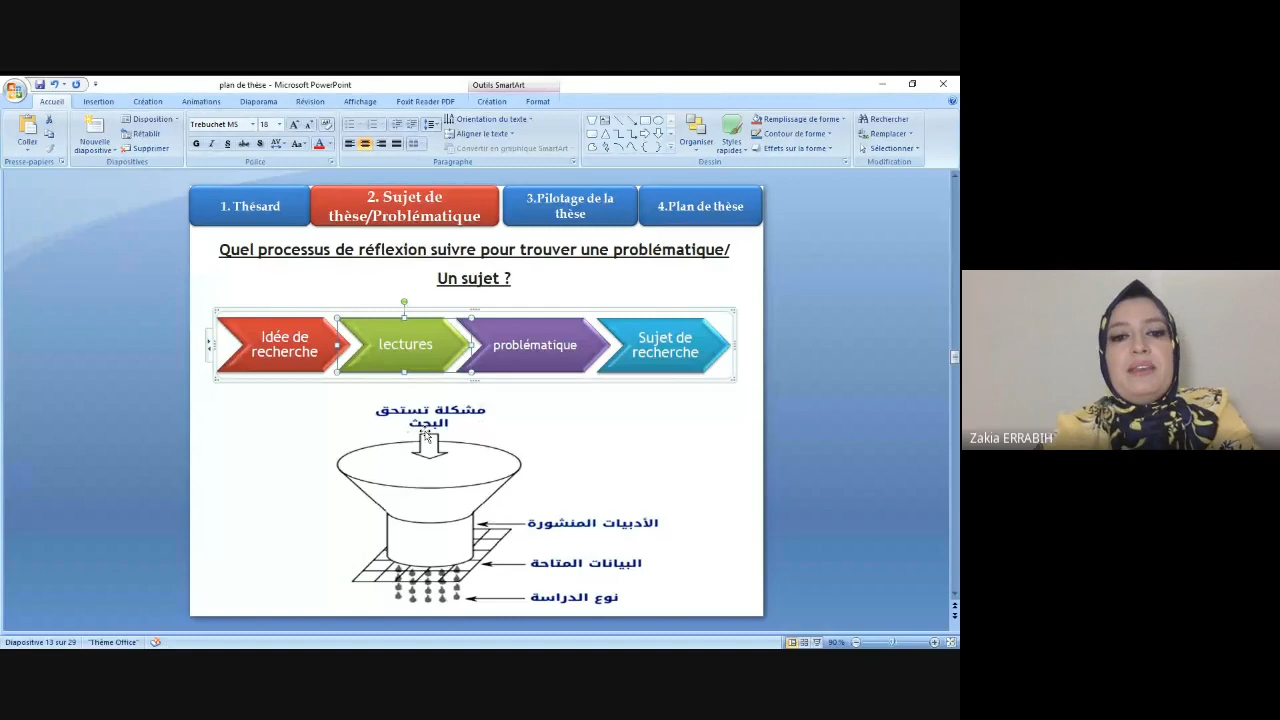 plan de thèse - Microsoft PowerPoint
Outils SmartArt
Accueil
Insertion
Création
Animations
Diaporama
Révision
Affichage
Foxit Reader PDF
Création
Format
Coller
Presse-papiers
Nouvelle
diapositive
Disposition
Rétablir
Supprimer
Diapositives
Trebuchet MS
18
G I S abc S AV Aa A
Police
Orientation du texte
Aligner le texte
Convertir en graphique SmartArt
Paragraphe
Organiser
Styles
rapides
Remplissage de forme
Contour de forme
Effets sur la forme
Dessin
Rechercher
Remplacer
Sélectionner
Modification
1. Thésard
2. Sujet de
thèse/Problématique
3.Pilotage de la
thèse
4.Plan de thèse
Quel processus de réflexion suivre pour trouver une problématique/
Un sujet ?
Idée de
recherche
lectures
problématique
Sujet de
recherche
مشكلة تستحق
البحث
الأدبيات المنشورة
البيانات المتاحة
نوع الدراسة
Zakia ERRABIH
Diapositive 13 sur 29
"Thème Office"
90 %